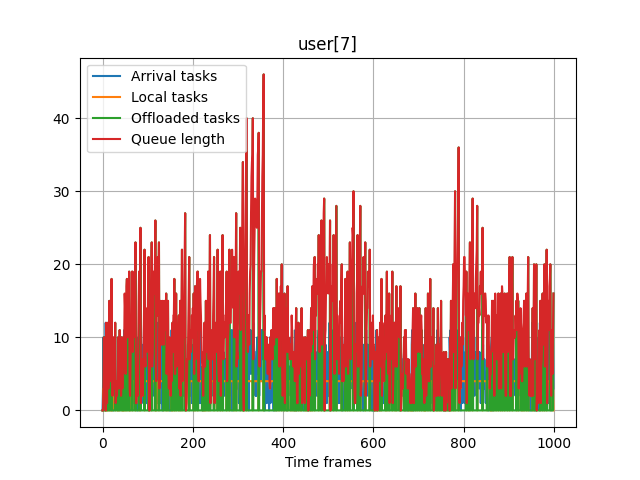 user[7]
Arrival tasks
Local tasks
Offloaded tasks
Queue length
40
30
20
10
0
0 200 400 600 800 1000
Time frames